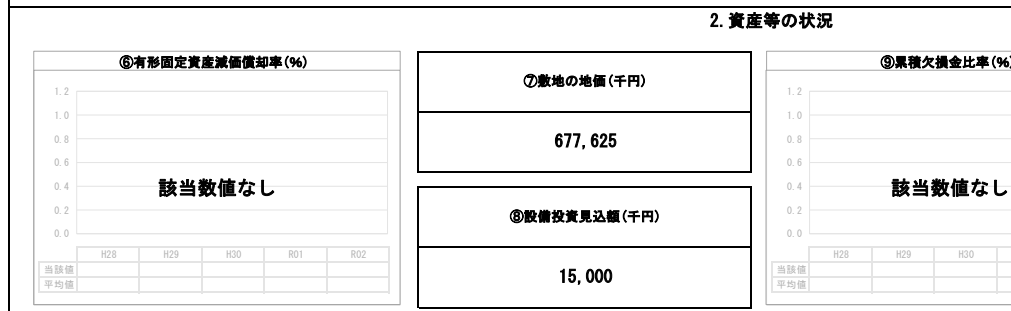 2. 資産等の状況
⑥有形固定資産減価償却率(%)
1.2
1.0
0.8
0.6
0.4
0.2
0.0
該当数値なし
H28 H29 H30 R01 R02
当該値
平均値
⑦敷地の地価(千円)
677,625
⑧設備投資見込額(千円)
15,000
⑨累積欠損金比率(%)
1.2
1.0
0.8
0.6
0.4
0.2
0.0
該当数値なし
H28 H29 H30
当該値
平均値